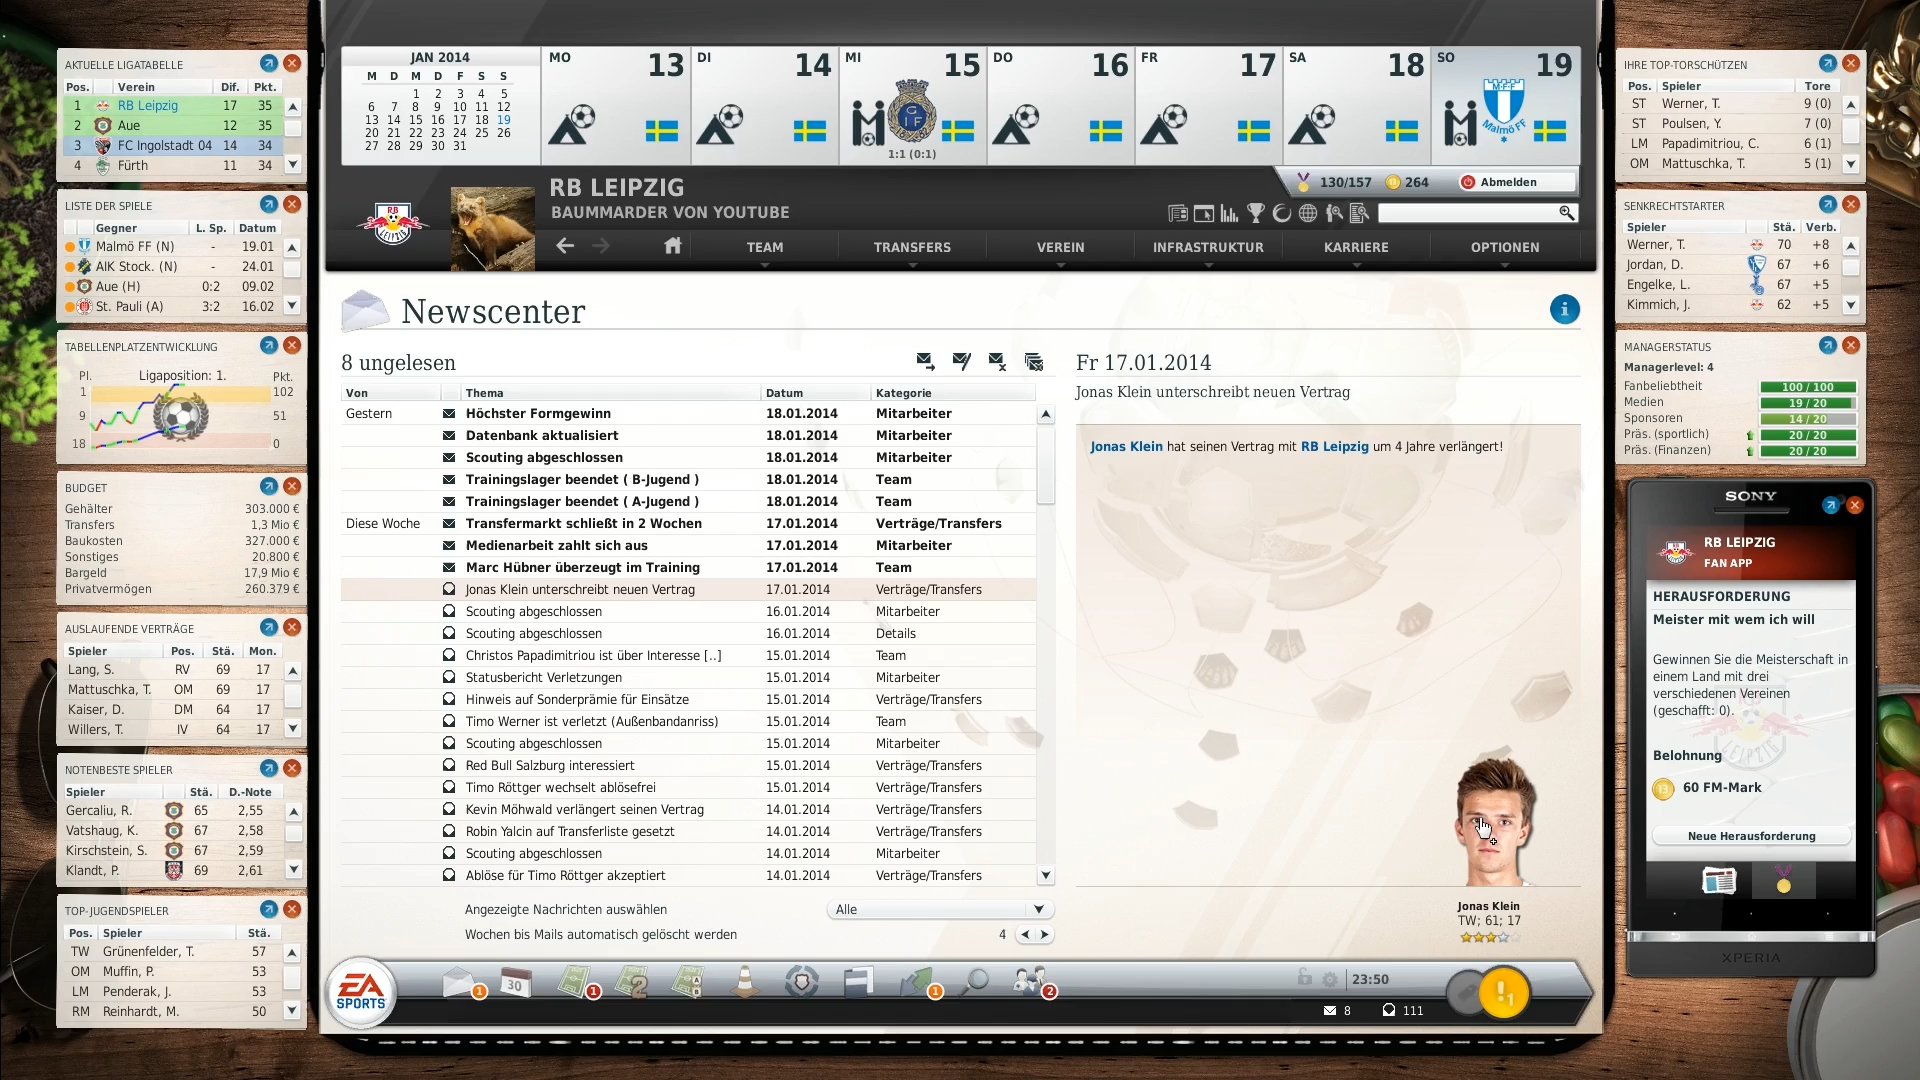 AKTUELLE LIGATABELLE
Pos. Verein Dif. Pkt.
1 RB Leipzig 17 35
2 Aue 12 35
3 FC Ingolstadt 04 14 34
4 Fürth 11 34
LISTE DER SPIELE
Gegner L. Sp. Datum
Malmö FF (N) - 19.01
AIK Stock. (N) - 24.01
Aue (H) 0:2 09.02
St. Pauli (A) 3:2 16.02
TABELLENPLATZENTWICKLUNG
Pl. Ligaposition: 1. Pkt.
1 102
9 51
18 0
BUDGET
Gehälter 303.000 €
Transfers 1,3 Mio €
Baukosten 327.000 €
Sonstiges 20.800 €
Bargeld 17,9 Mio €
Privatvermögen 260.379 €
AUSLAUFENDE VERTRÄGE
Spieler Pos. Stä. Mon.
Lang, S. RV 69 17
Mattuschka, T. OM 69 17
Kaiser, D. DM 64 17
Willers, T. IV 64 17
NOTENBESTE SPIELER
Spieler Stä. D.-Note
Gercaliu, R. 65 2,55
Vatshaug, K. 67 2,58
Kirschstein, S. 67 2,59
Klandt, P. 69 2,61
TOP-JUGENDSPIELER
Pos. Spieler Stä.
TW Grünenfelder, T. 57
OM Muffin, P. 53
LM Penderak, J. 53
RM Reinhardt, M. 50
JAN 2014
M D M D F S S
1 2 3 4 5
6 7 8 9 10 11 12
13 14 15 16 17 18 19
20 21 22 23 24 25 26
27 28 29 30 31
MO 13
DI 14
MI 15
GIF
1:1 (0:1)
DO 16
FR 17
SA 18
SO 19
M·F·F
Malmö FF
RB LEIPZIG
BAUMMARDER VON YOUTUBE
130/157 264 Abmelden
RB
LEIPZIG
TEAM TRANSFERS VEREIN INFRASTRUKTUR KARRIERE OPTIONEN
Newscenter
i
8 ungelesen
Von Thema Datum Kategorie
Gestern Höchster Formgewinn 18.01.2014 Mitarbeiter
Datenbank aktualisiert 18.01.2014 Mitarbeiter
Scouting abgeschlossen 18.01.2014 Mitarbeiter
Trainingslager beendet ( B-Jugend ) 18.01.2014 Team
Trainingslager beendet ( A-Jugend ) 18.01.2014 Team
Diese Woche Transfermarkt schließt in 2 Wochen 17.01.2014 Verträge/Transfers
Medienarbeit zahlt sich aus 17.01.2014 Mitarbeiter
Marc Hübner überzeugt im Training 17.01.2014 Team
Jonas Klein unterschreibt neuen Vertrag 17.01.2014 Verträge/Transfers
Scouting abgeschlossen 16.01.2014 Mitarbeiter
Scouting abgeschlossen 16.01.2014 Details
Christos Papadimitriou ist über Interesse [..] 15.01.2014 Team
Statusbericht Verletzungen 15.01.2014 Mitarbeiter
Hinweis auf Sonderprämie für Einsätze 15.01.2014 Verträge/Transfers
Timo Werner ist verletzt (Außenbandanriss) 15.01.2014 Team
Scouting abgeschlossen 15.01.2014 Mitarbeiter
Red Bull Salzburg interessiert 15.01.2014 Verträge/Transfers
Timo Röttger wechselt ablösefrei 15.01.2014 Verträge/Transfers
Kevin Möhwald verlängert seinen Vertrag 14.01.2014 Verträge/Transfers
Robin Yalcin auf Transferliste gesetzt 14.01.2014 Verträge/Transfers
Scouting abgeschlossen 14.01.2014 Mitarbeiter
Ablöse für Timo Röttger akzeptiert 14.01.2014 Verträge/Transfers
Angezeigte Nachrichten auswählen Alle
Wochen bis Mails automatisch gelöscht werden 4
Fr 17.01.2014
Jonas Klein unterschreibt neuen Vertrag
Jonas Klein hat seinen Vertrag mit RB Leipzig um 4 Jahre verlängert!
Jonas Klein
TW; 61; 17
EA
SPORTS
1 30 1 2 1 2
23:50
8 111
!1
IHRE TOP-TORSCHÜTZEN
Pos. Spieler Tore
ST Werner, T. 9 (0)
ST Poulsen, Y. 7 (0)
LM Papadimitriou, C. 6 (1)
OM Mattuschka, T. 5 (1)
SENKRECHTSTARTER
Spieler Stä. Verb.
Werner, T. 70 +8
Jordan, D. 67 +6
Engelke, L. 67 +5
Kimmich, J. 62 +5
MANAGERSTATUS
Managerlevel: 4
Fanbeliebtheit 100 / 100
Medien 19 / 20
Sponsoren 14 / 20
Präs. (sportlich) 20 / 20
Präs. (Finanzen) 20 / 20
SONY
RB LEIPZIG
FAN APP
HERAUSFORDERUNG
Meister mit wem ich will
Gewinnen Sie die Meisterschaft in
einem Land mit drei
verschiedenen Vereinen
(geschafft: 0).
Belohnung
60 FM-Mark
Neue Herausforderung
XPERIA